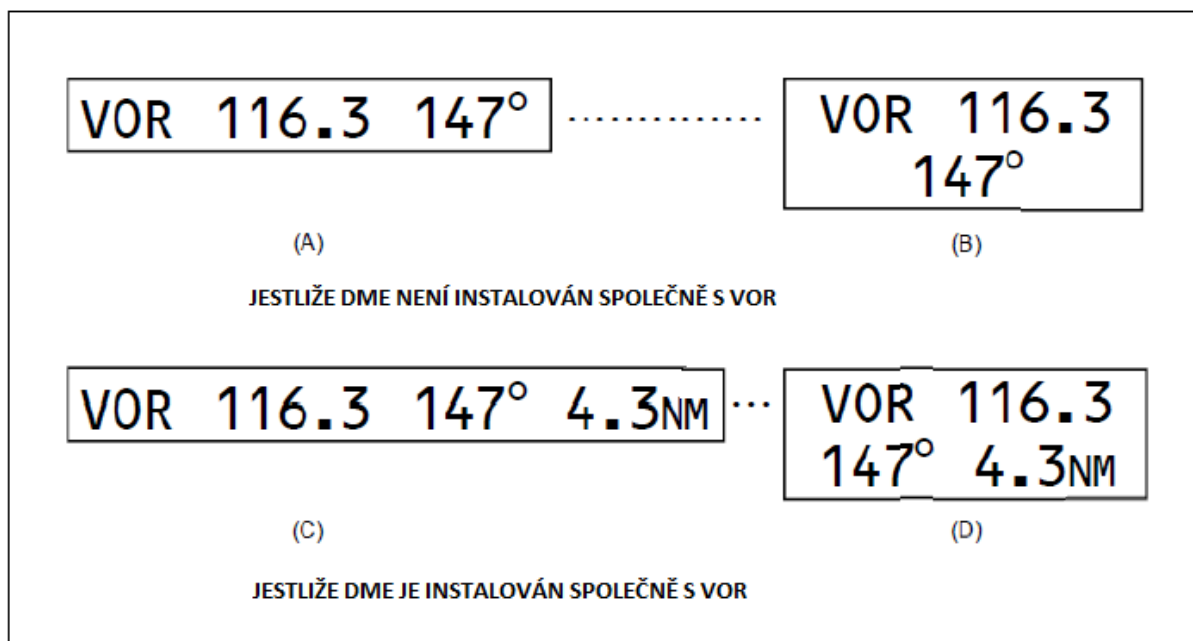 VOR 116.3 147°
VOR 116.3
147°
(A)
(B)
JESTLIŽE DME NENÍ INSTALOVÁN SPOLEČNĚ S VOR
VOR 116.3 147° 4.3NM
VOR 116.3
147° 4.3NM
(C)
(D)
JESTLIŽE DME JE INSTALOVÁN SPOLEČNĚ S VOR